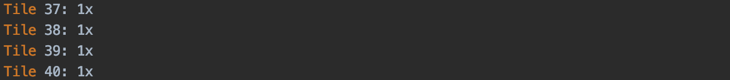 Tile 37: 1x
Tile 38: 1x
Tile 39: 1x
Tile 40: 1x